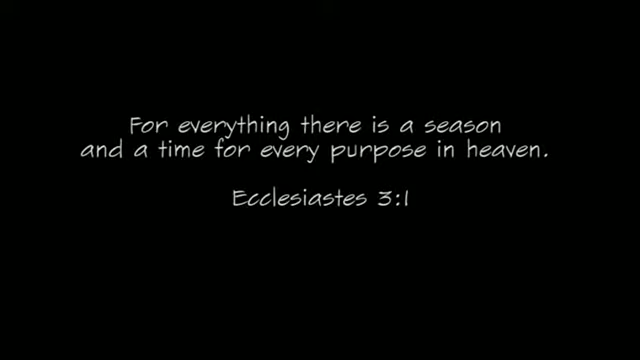 For everything there is a season
and a time for every purpose in heaven.
Ecclesiastes 3:1